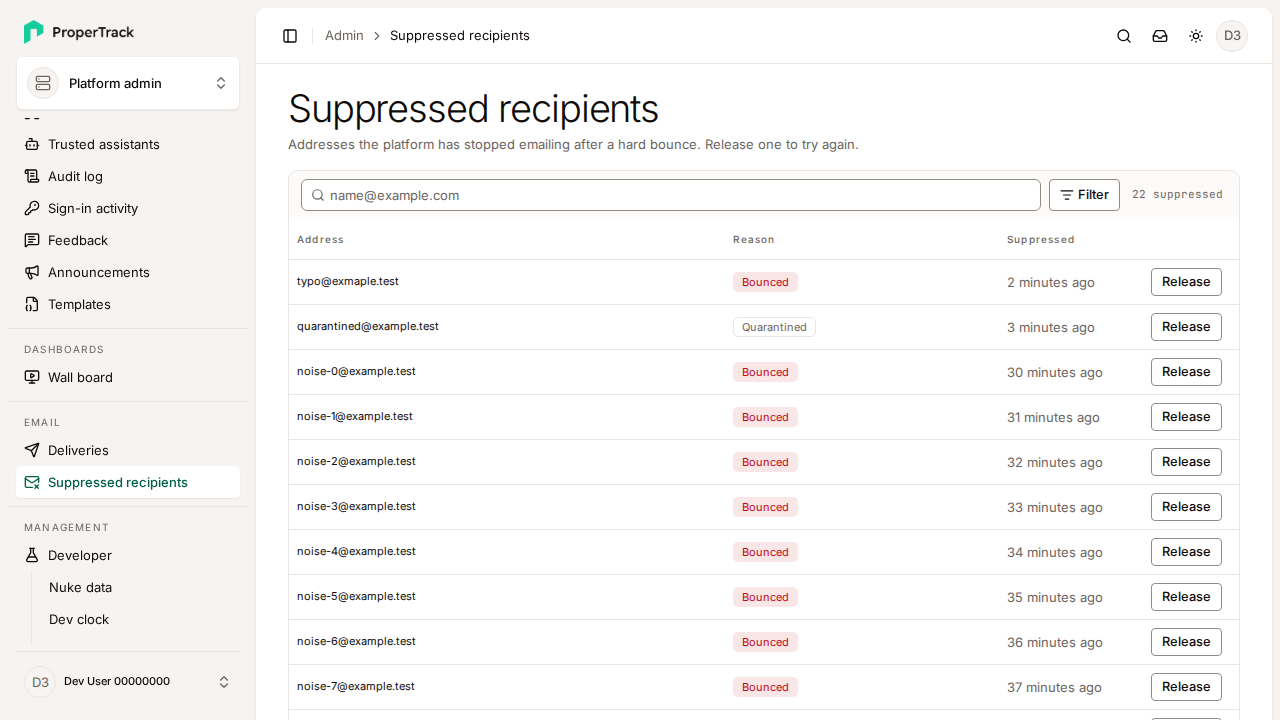 ProperTrack
Platform admin
Trusted assistants
Audit log
Sign-in activity
Feedback
Announcements
Templates
DASHBOARDS
Wall board
EMAIL
Deliveries
Suppressed recipients
MANAGEMENT
Developer
Nuke data
Dev clock
D3 Dev User 00000000
Admin > Suppressed recipients
D3
Suppressed recipients
Addresses the platform has stopped emailing after a hard bounce. Release one to try again.
name@example.com Filter 22 suppressed
Address Reason Suppressed
typo@exmaple.test Bounced 2 minutes ago Release
quarantined@example.test Quarantined 3 minutes ago Release
noise-0@example.test Bounced 30 minutes ago Release
noise-1@example.test Bounced 31 minutes ago Release
noise-2@example.test Bounced 32 minutes ago Release
noise-3@example.test Bounced 33 minutes ago Release
noise-4@example.test Bounced 34 minutes ago Release
noise-5@example.test Bounced 35 minutes ago Release
noise-6@example.test Bounced 36 minutes ago Release
noise-7@example.test Bounced 37 minutes ago Release